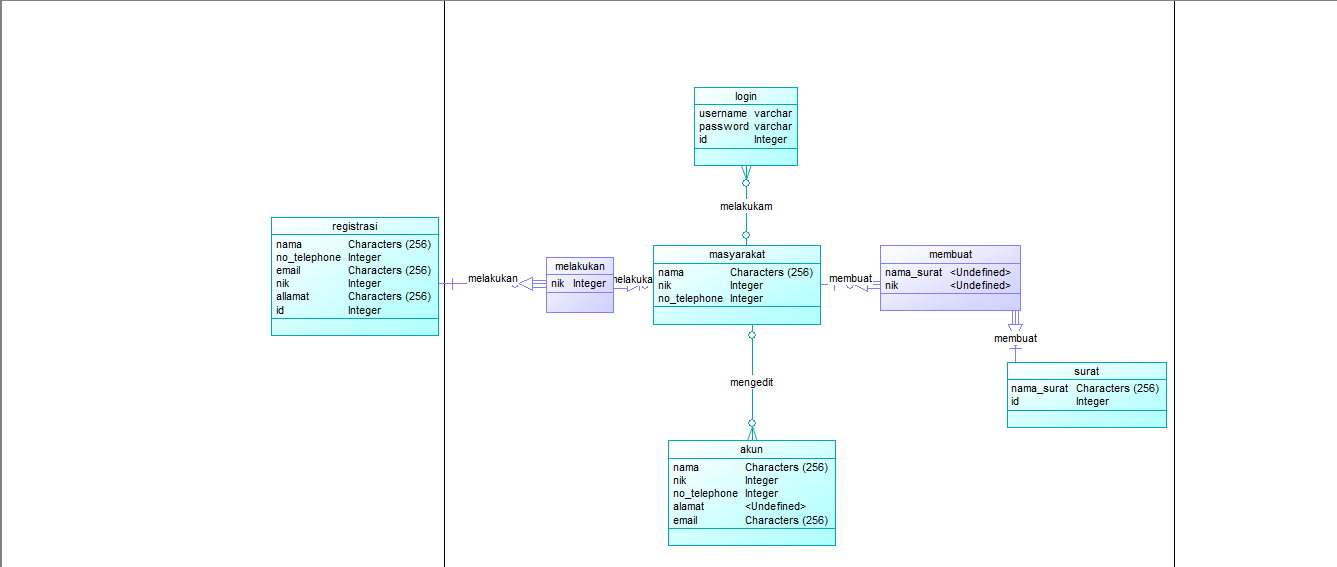 login
username varchar
password varchar
id Integer
melakukam
registrasi
nama Characters (256)
no_telephone Integer
email Characters (256)
nik Integer
allamat Characters (256)
id Integer
melakukan
melakukan
nik Integer
melakuka
masyarakat
nama Characters (256)
nik Integer
no_telephone Integer
membuat
membuat
nama_surat <Undefined>
nik <Undefined>
membuat
surat
nama_surat Characters (256)
id Integer
mengedit
akun
nama Characters (256)
nik Integer
no_telephone Integer
alamat <Undefined>
email Characters (256)